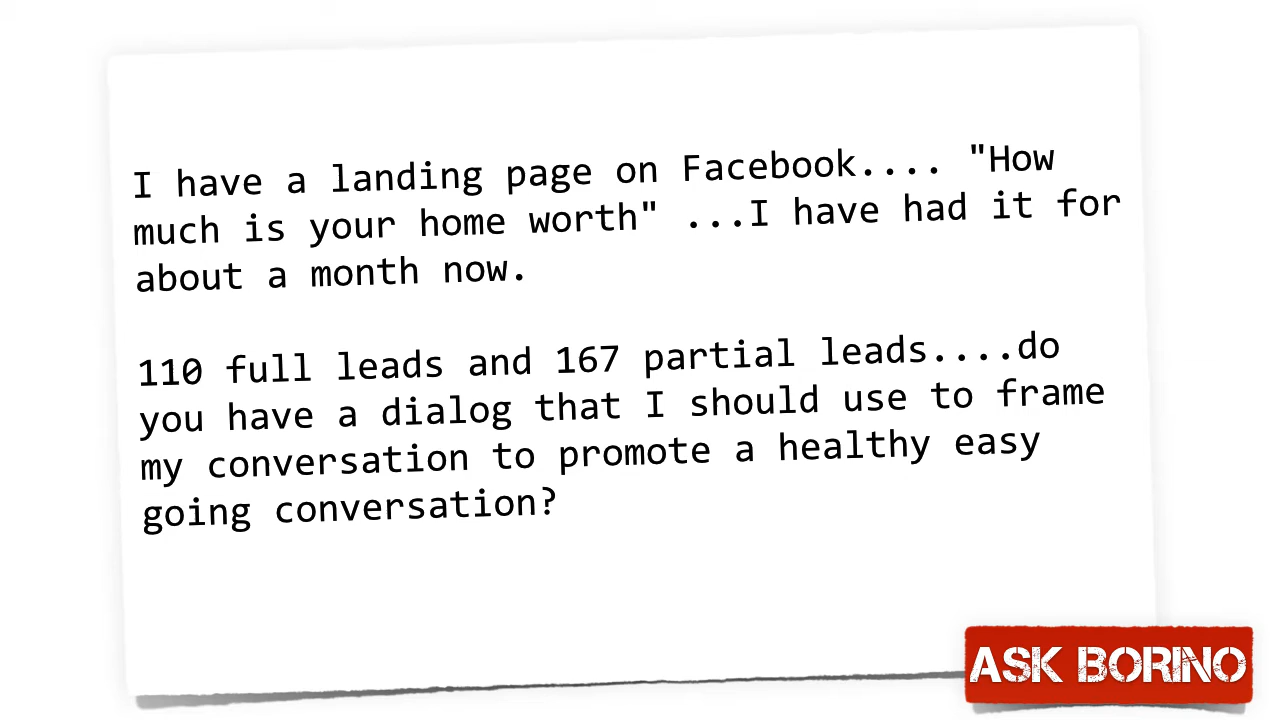 I have a landing page on Facebook.... "How
much is your home worth" ...I have had it for
about a month now.
110 full leads and 167 partial leads....do
you have a dialog that I should use to frame
my conversation to promote a healthy easy
going conversation?
ASK BORINO